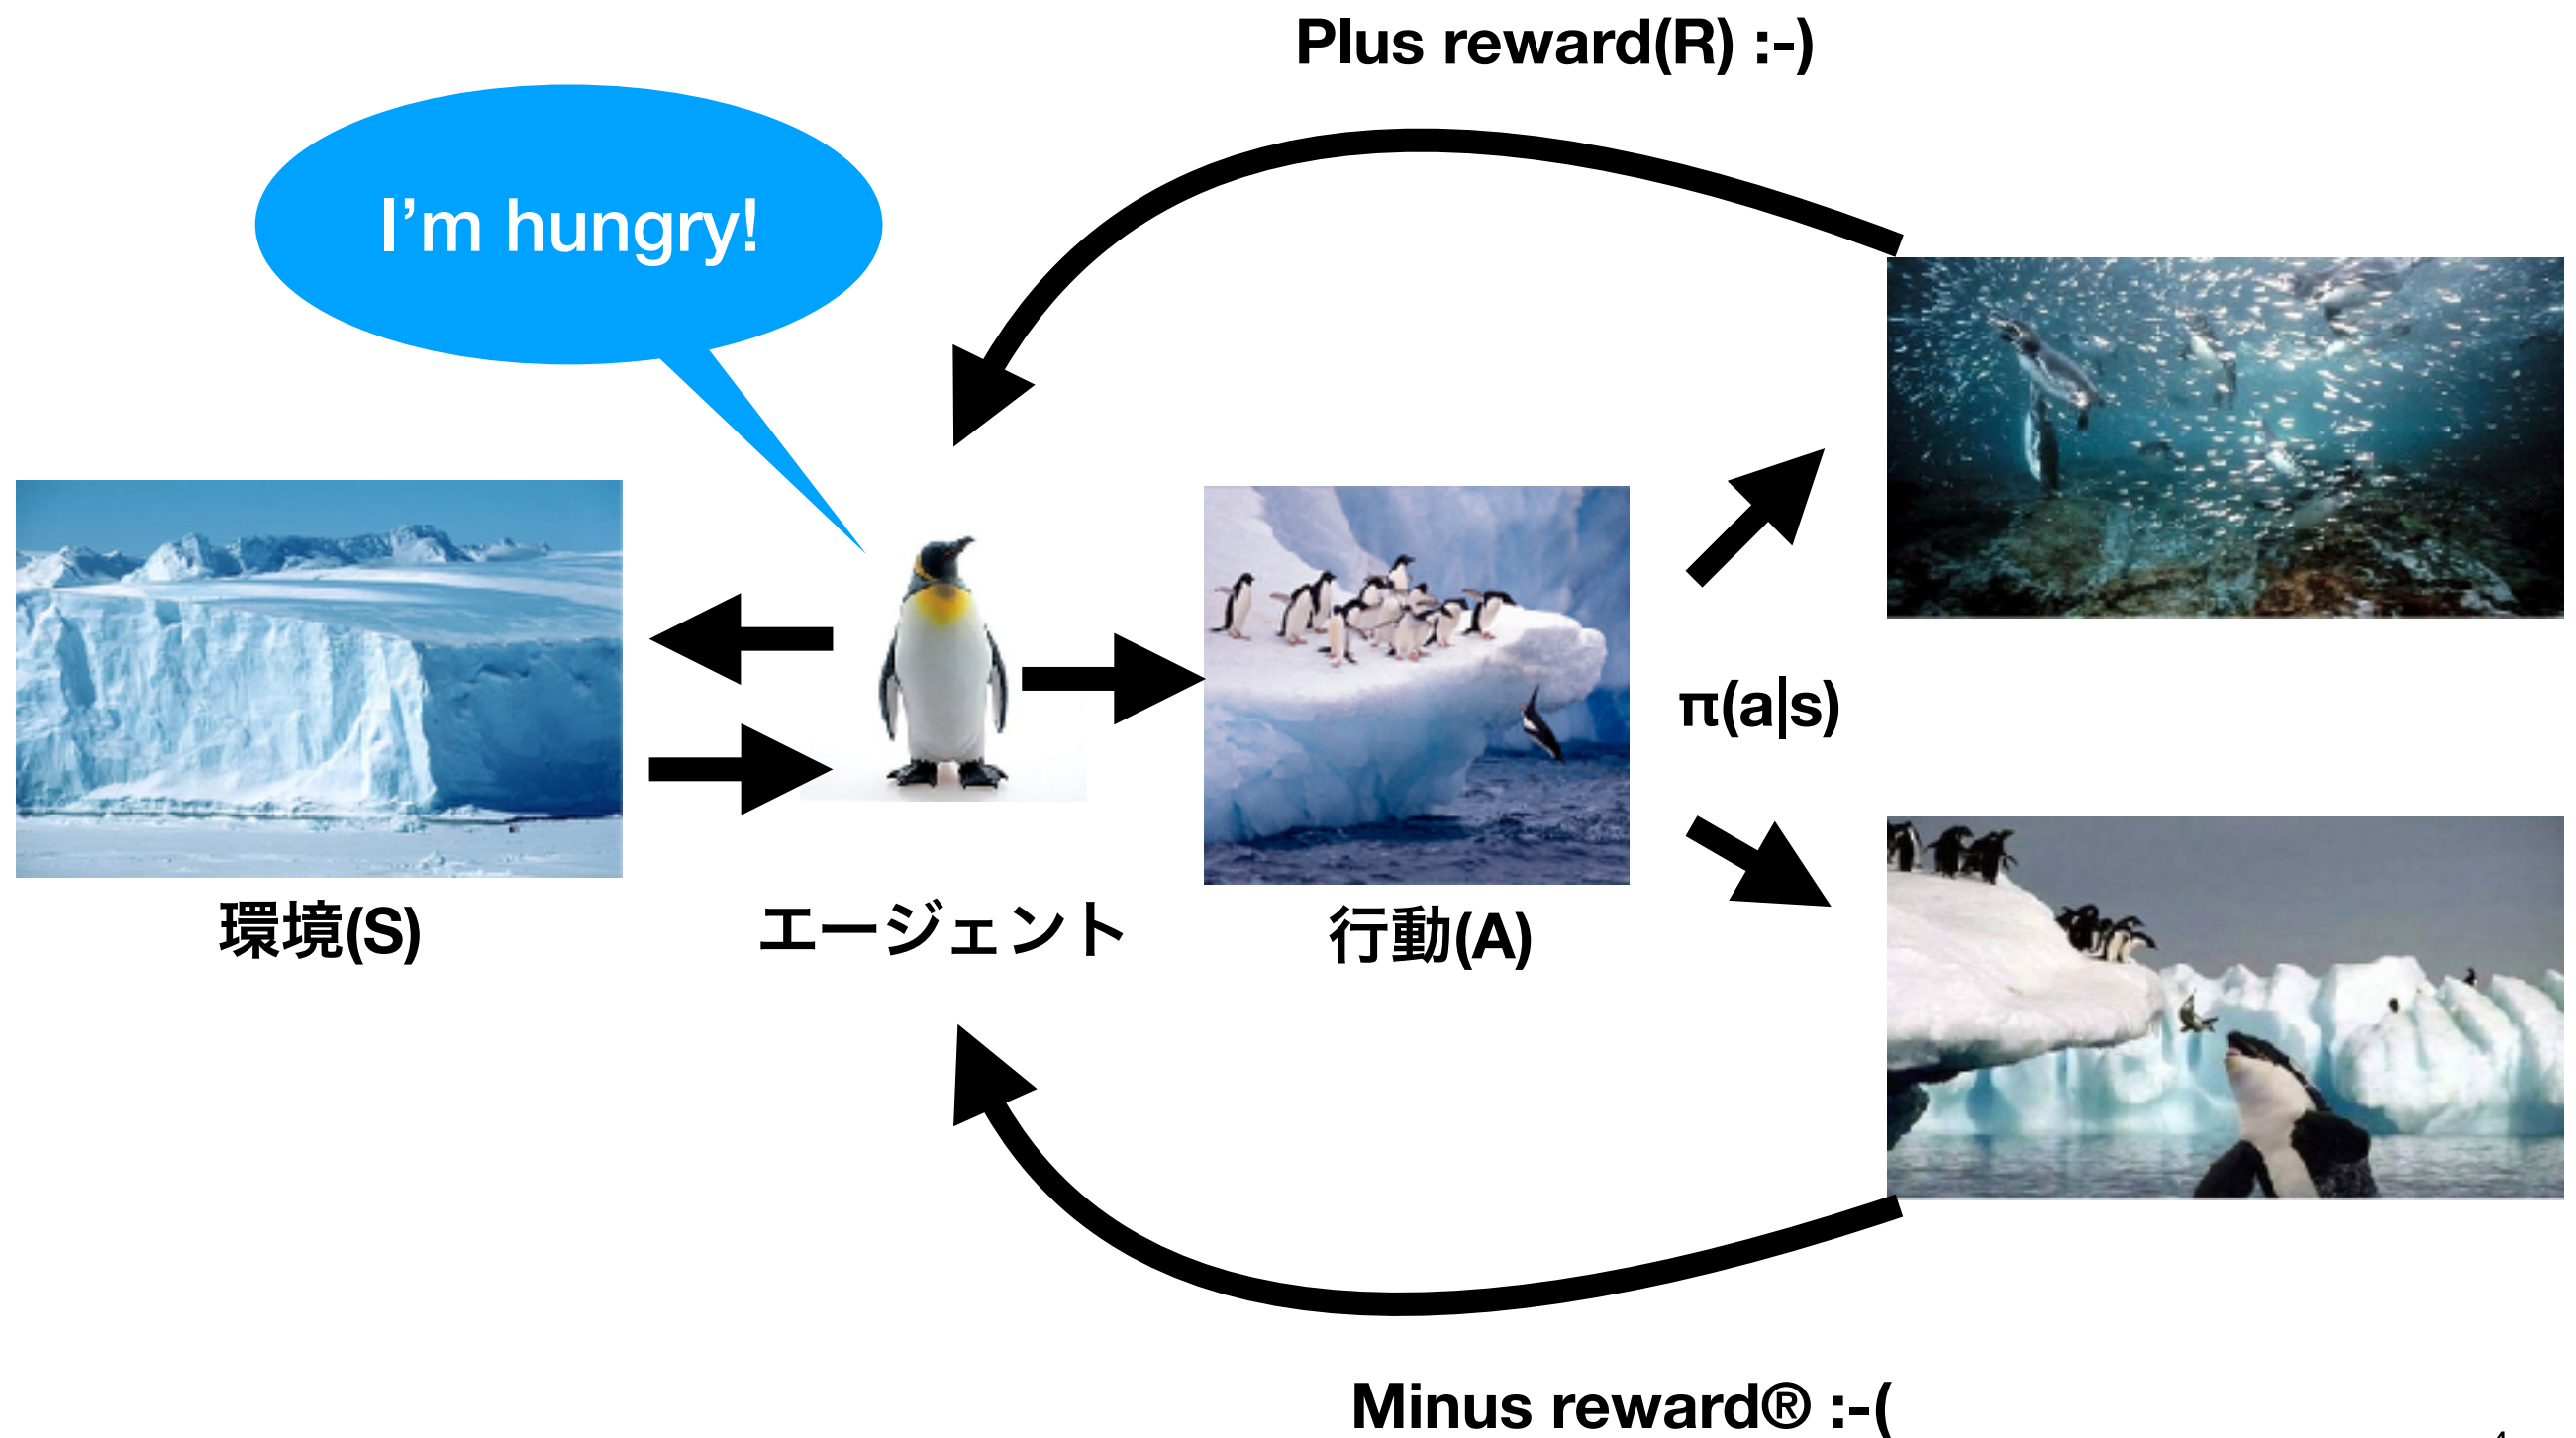 Plus reward(R) :-)
I’m hungry!
π(a|s)
環境(S)
エージェント
行動(A)
Minus reward® :-(